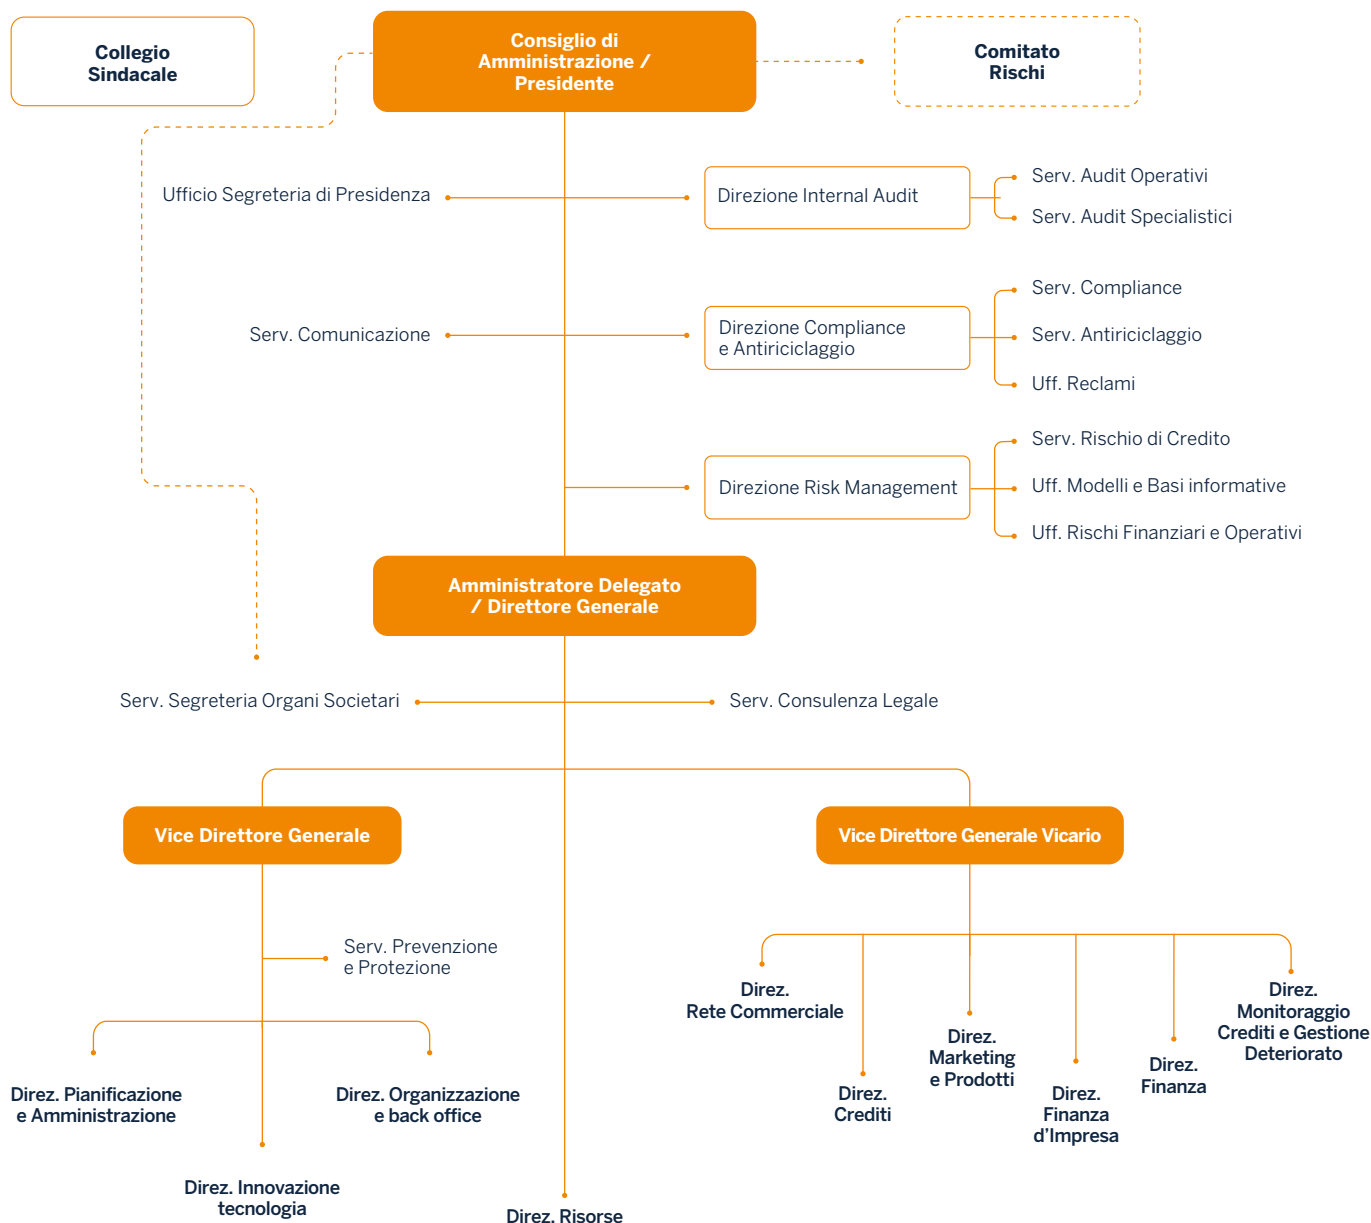 Collegio
Sindacale
Consiglio di
Amministrazione /
Presidente
Comitato
Rischi
Ufficio Segreteria di Presidenza
Direzione Internal Audit
Serv. Audit Operativi
Serv. Audit Specialistici
Serv. Comunicazione
Direzione Compliance
e Antiriciclaggio
Serv. Compliance
Serv. Antiriciclaggio
Uff. Reclami
Direzione Risk Management
Serv. Rischio di Credito
Uff. Modelli e Basi informative
Uff. Rischi Finanziari e Operativi
Amministratore Delegato
/ Direttore Generale
Serv. Segreteria Organi Societari
Serv. Consulenza Legale
Vice Direttore Generale
Vice Direttore Generale Vicario
Serv. Prevenzione
e Protezione
Direz. Pianificazione
e Amministrazione
Direz. Organizzazione
e back office
Direz. Innovazione
tecnologia
Direz. Risorse
Direz.
Rete Commerciale
Direz.
Crediti
Direz.
Marketing
e Prodotti
Direz.
Finanza
d'Impresa
Direz.
Finanza
Direz.
Monitoraggio
Crediti e Gestione
Deteriorato